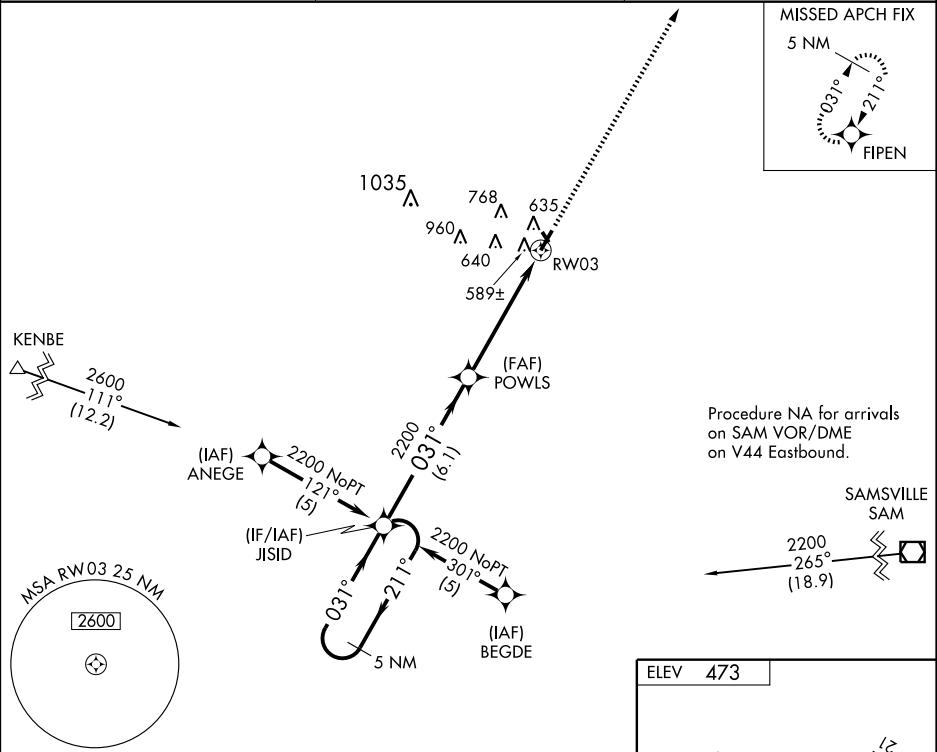 MISSED APCH FIX
5 NM
031°
211°
FIPEN
1035
768
635
960
640
RW03
589±
KENBE
2600
111°
(12.2)
(FAF)
POWLS
2200
031°
(6.1)
Procedure NA for arrivals
on SAM VOR/DME
on V44 Eastbound.
(IAF)
ANEGE
2200 NoPT
121°
(5)
SAMSVILLE
SAM
2200
265°
(18.9)
(IF/IAF)
JISID
2200 NoPT
301°
(5)
MSA RW03 25 NM
2600
031°
211°
5 NM
(IAF)
BEGDE
ELEV 473
21